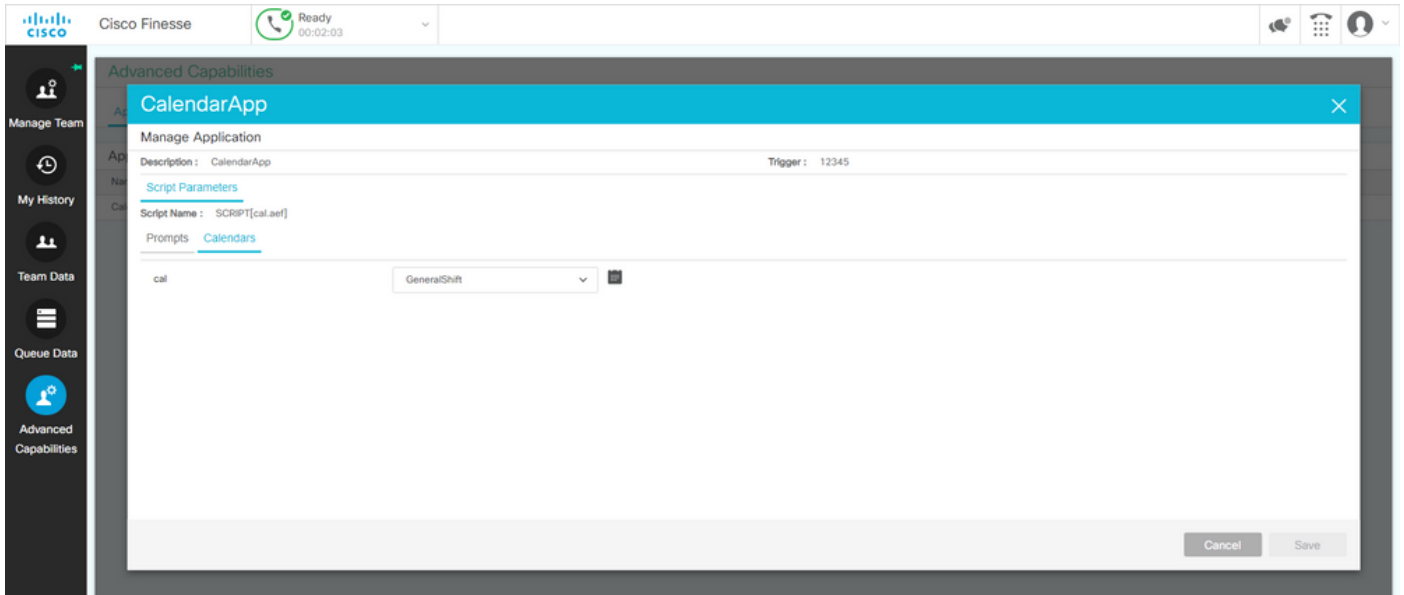 CISCO
Cisco Finesse
Ready
00:02:03
Manage Team
My History
Team Data
Queue Data
Advanced
Capabilities
Advanced Capabilities
CalendarApp
Manage Application
Description : CalendarApp
Trigger : 12345
Script Parameters
Script Name : SCRIPT[cal.aef]
Prompts Calendars
cal
GeneralShift
Cancel Save